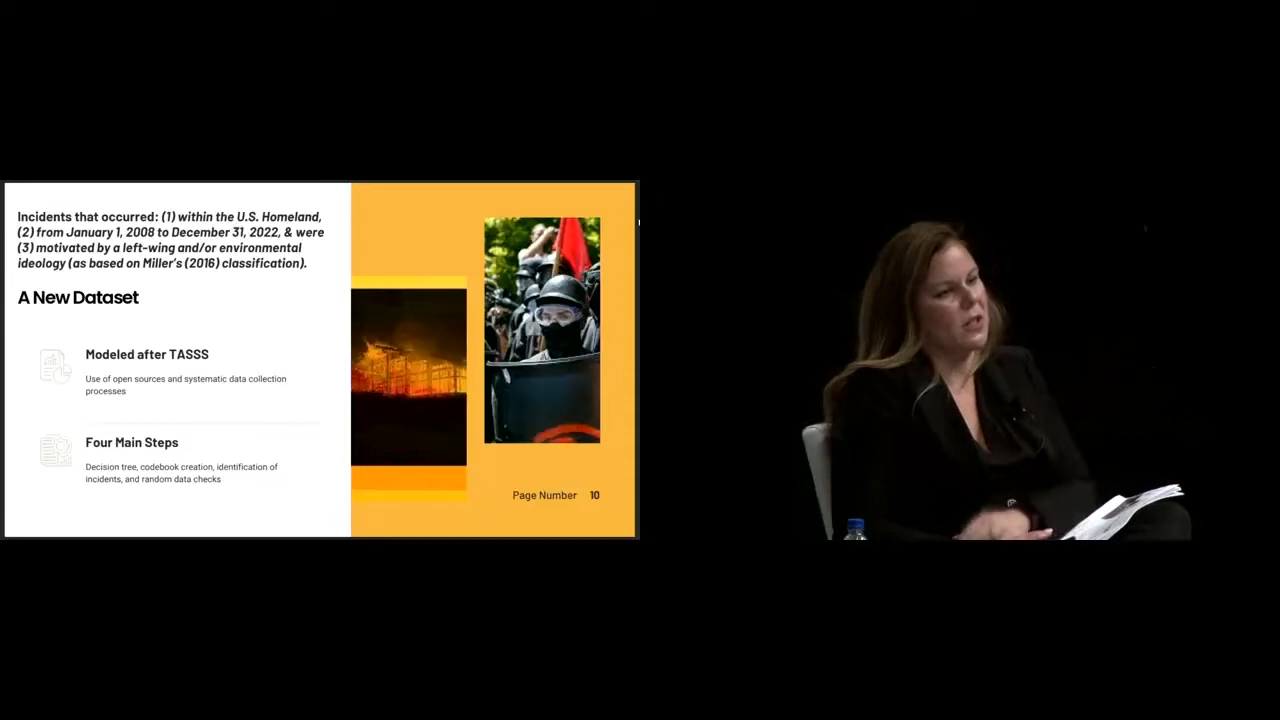 Incidents that occurred: (1) within the U.S. Homeland,
(2) from January 1, 2008 to December 31, 2022, & were
(3) motivated by a left-wing and/or environmental
ideology (as based on Miller's (2016) classification).
A New Dataset
Modeled after TASSS
Use of open sources and systematic data collection
processes
Four Main Steps
Decision tree, codebook creation, identification of
incidents, and random data checks
Page Number 10